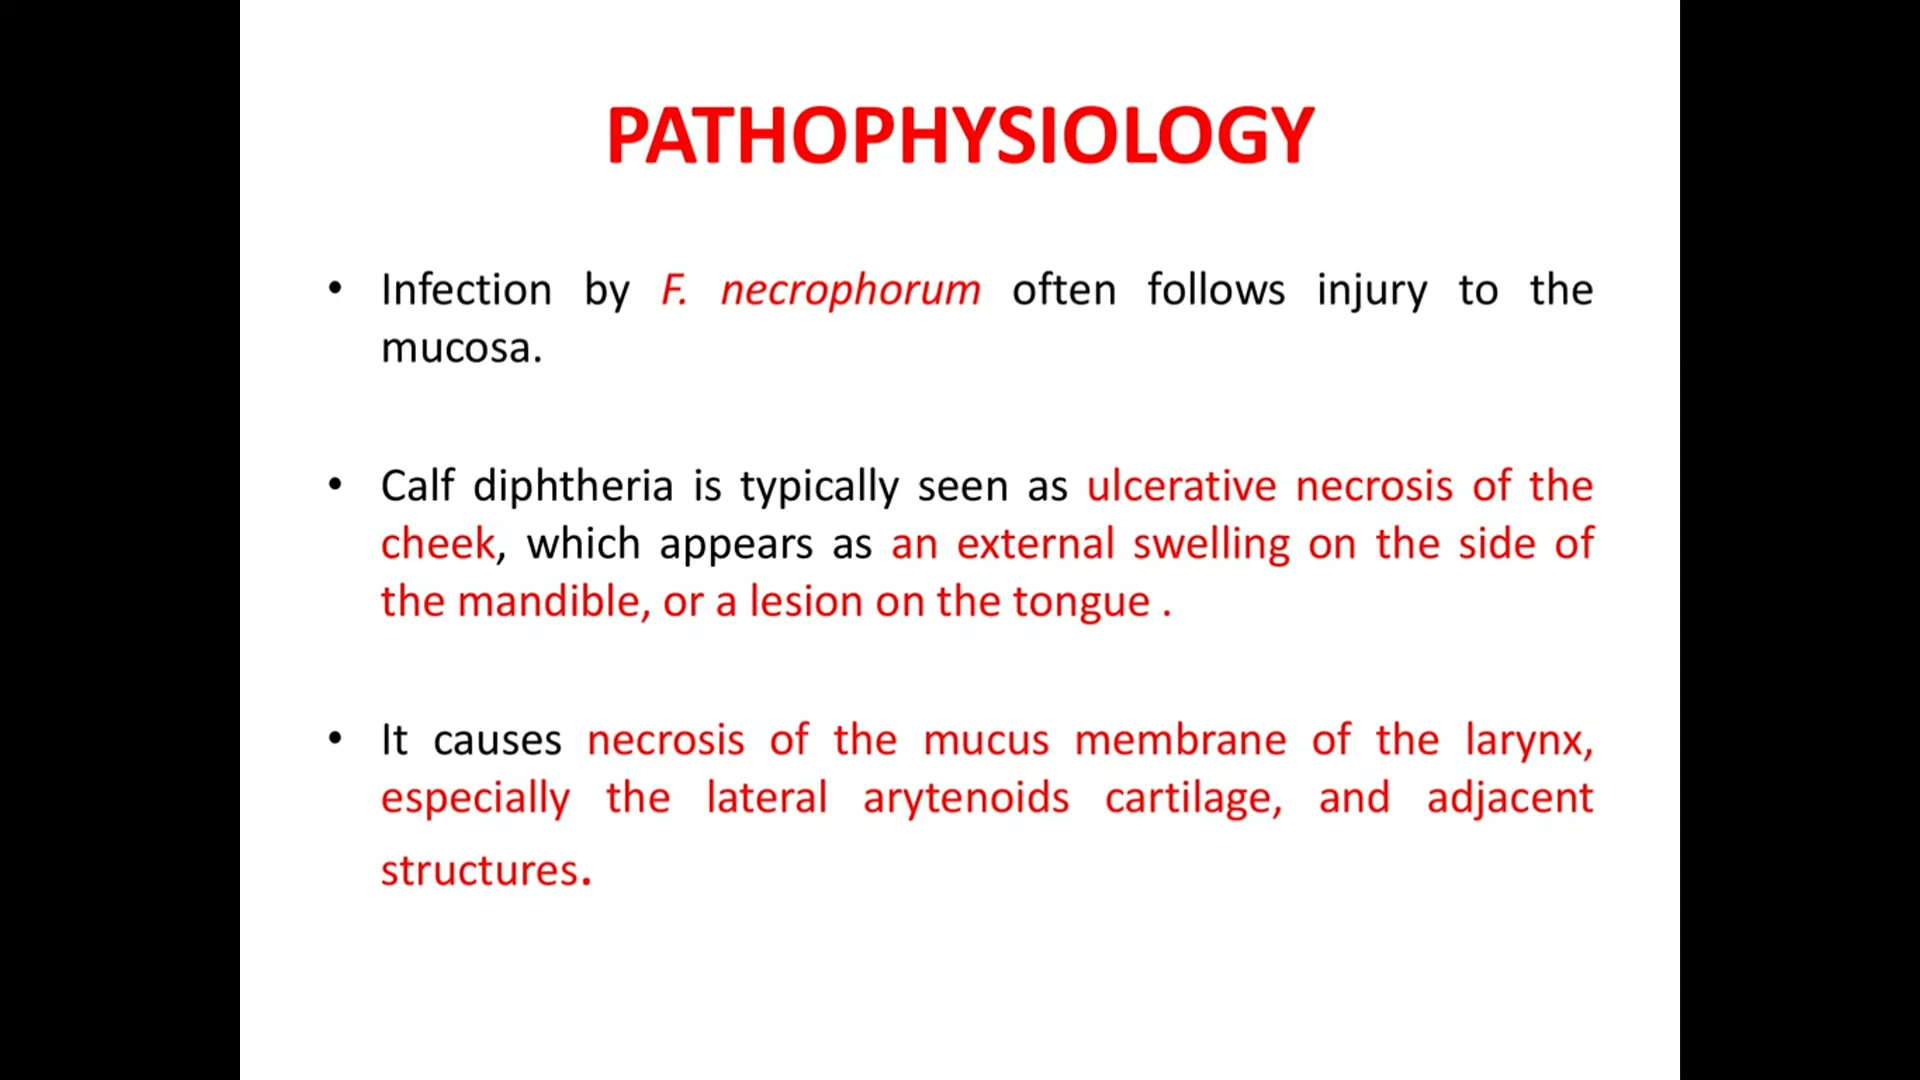 PATHOPHYSIOLOGY
• Infection by F. necrophorum often follows injury to the
mucosa.
• Calf diphtheria is typically seen as ulcerative necrosis of the
cheek, which appears as an external swelling on the side of
the mandible, or a lesion on the tongue .
• It causes necrosis of the mucus membrane of the larynx,
especially the lateral arytenoids cartilage, and adjacent
structures.